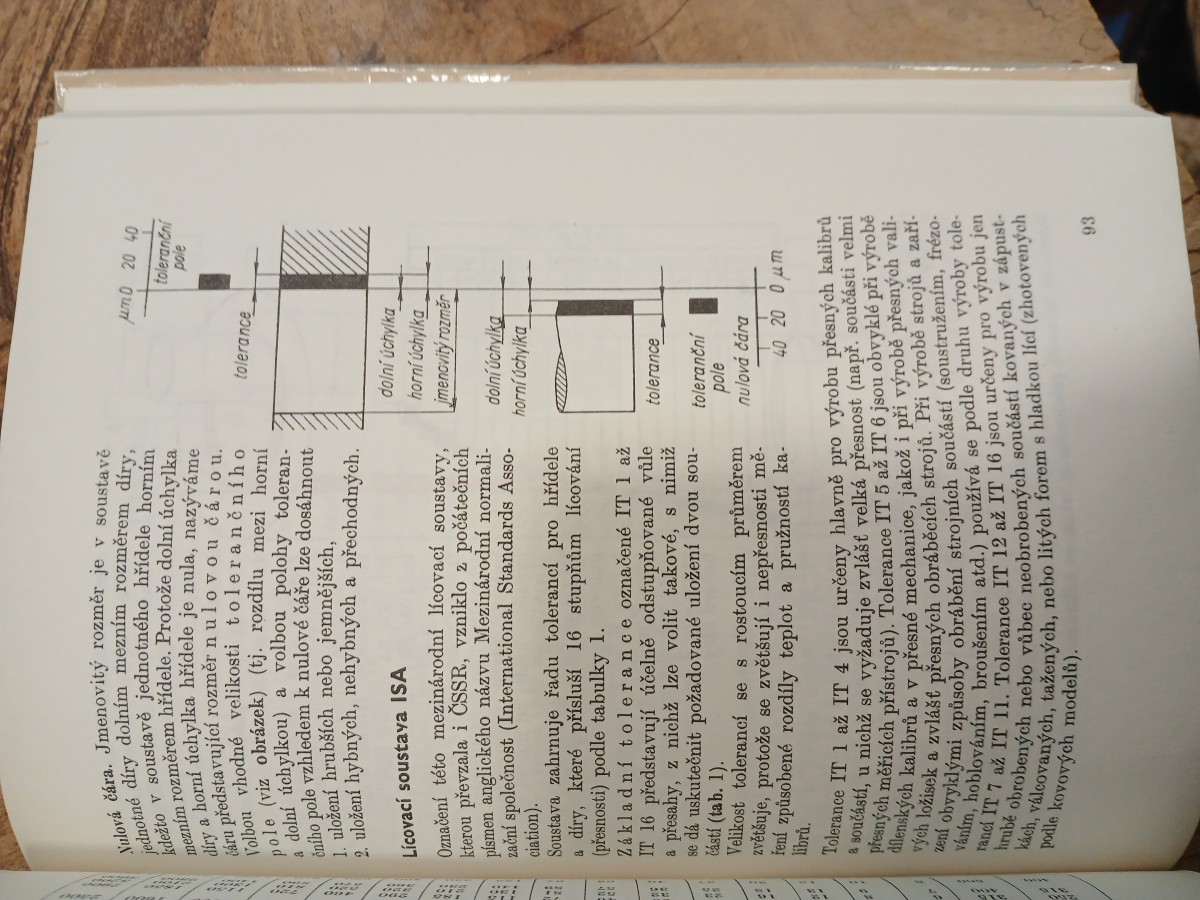 Nulová čára. Jmenovitý rozměr je v soustavě
jednotné díry dolním mezním rozměrem díry,
kdežto v soustavě jednotného hřídele horním
mezním rozměrem hřídele. Protože dolní úchylka
díry a horní úchylka hřídele je nula, nazýváme
čáru představující rozměr nulovou čárou.
Volbou vhodné velikosti tolerančního
pole (viz obrázek) (tj. rozdílu mezi horní
a dolní úchylkou) a volbou polohy toleran-
čního pole vzhledem k nulové čáře lze dosáhnout
1. uložení hrubších nebo jemnějších,
2. uložení hybných, nehybných a přechodných.
Lícovací soustava ISA
Označení této mezinárodní lícovací soustavy,
kterou převzala i ČSSR, vzniklo z počátečních
písmen anglického názvu Mezinárodní normali-
zační společnost (International Standards Asso-
ciation).
Soustava zahrnuje řadu tolerancí pro hřídele
a díry, které přísluší 16 stupňům lícování
(přesnosti) podle tabulky 1.
Základní tolerance označené IT 1 až
IT 16 představují účelně odstupňované vůle
a přesahy, z nichž lze volit takové, s nimiž
se dá uskutečnit požadované uložení dvou sou-
částí (tab. 1).
Velikost tolerancí se s rostoucím průměrem
zvětšuje, protože se zvětšují i nepřesnosti mě-
ření způsobené rozdíly teplot a pružností ka-
librů.
µm 0 20 40
toleranční
pole
tolerance
dolní úchylka
horní úchylka
jmenovitý rozměr
dolní úchylka
horní úchylka
tolerance
toleranční
pole
nulová čára
40 20 0 µm
Tolerance IT 1 až IT 4 jsou určeny hlavně pro výrobu přesných kalibrů
a součástí, u nichž se vyžaduje zvlášť velká přesnost (např. součásti velmi
přesných měřicích přístrojů). Tolerance IT 5 až IT 6 jsou obvyklé při výrobě
dílenských kalibrů a v přesné mechanice, jakož i při výrobě přesných vali-
vých ložisek a zvlášť přesných obráběcích strojů. Při výrobě strojů a zaří-
zení obvyklými způsoby obrábění strojních součástí (soustružením, frézo-
váním, hoblováním, broušením atd.) používá se podle druhu výroby tole-
rancí IT 7 až IT 11. Tolerance IT 12 až IT 16 jsou určeny pro výrobu jen
hrubě obrobených nebo vůbec neobrobených součástí kovaných v zápust-
kách, válcovaných, tažených, nebo litých forem s hladkou lící (zhotovených
podle kovových modelů).
93